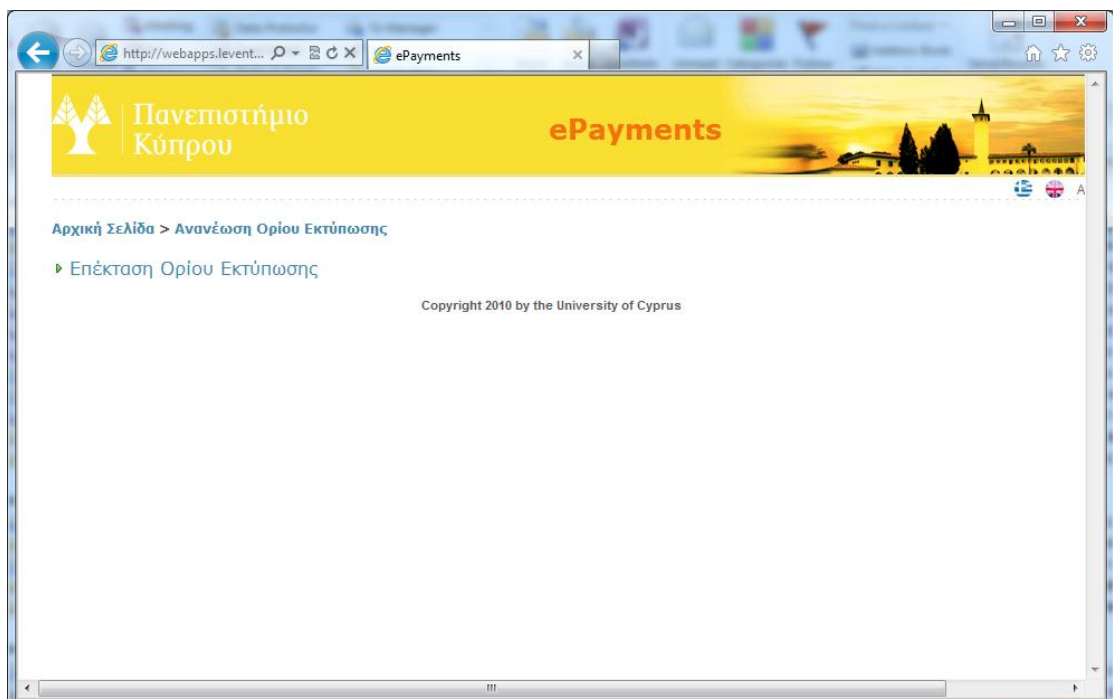 http://webapps.levent...
ePayments
Πανεπιστήμιο
Κύπρου
ePayments
A
Αρχική Σελίδα > Ανανέωση Ορίου Εκτύπωσης
Επέκταση Ορίου Εκτύπωσης
Copyright 2010 by the University of Cyprus